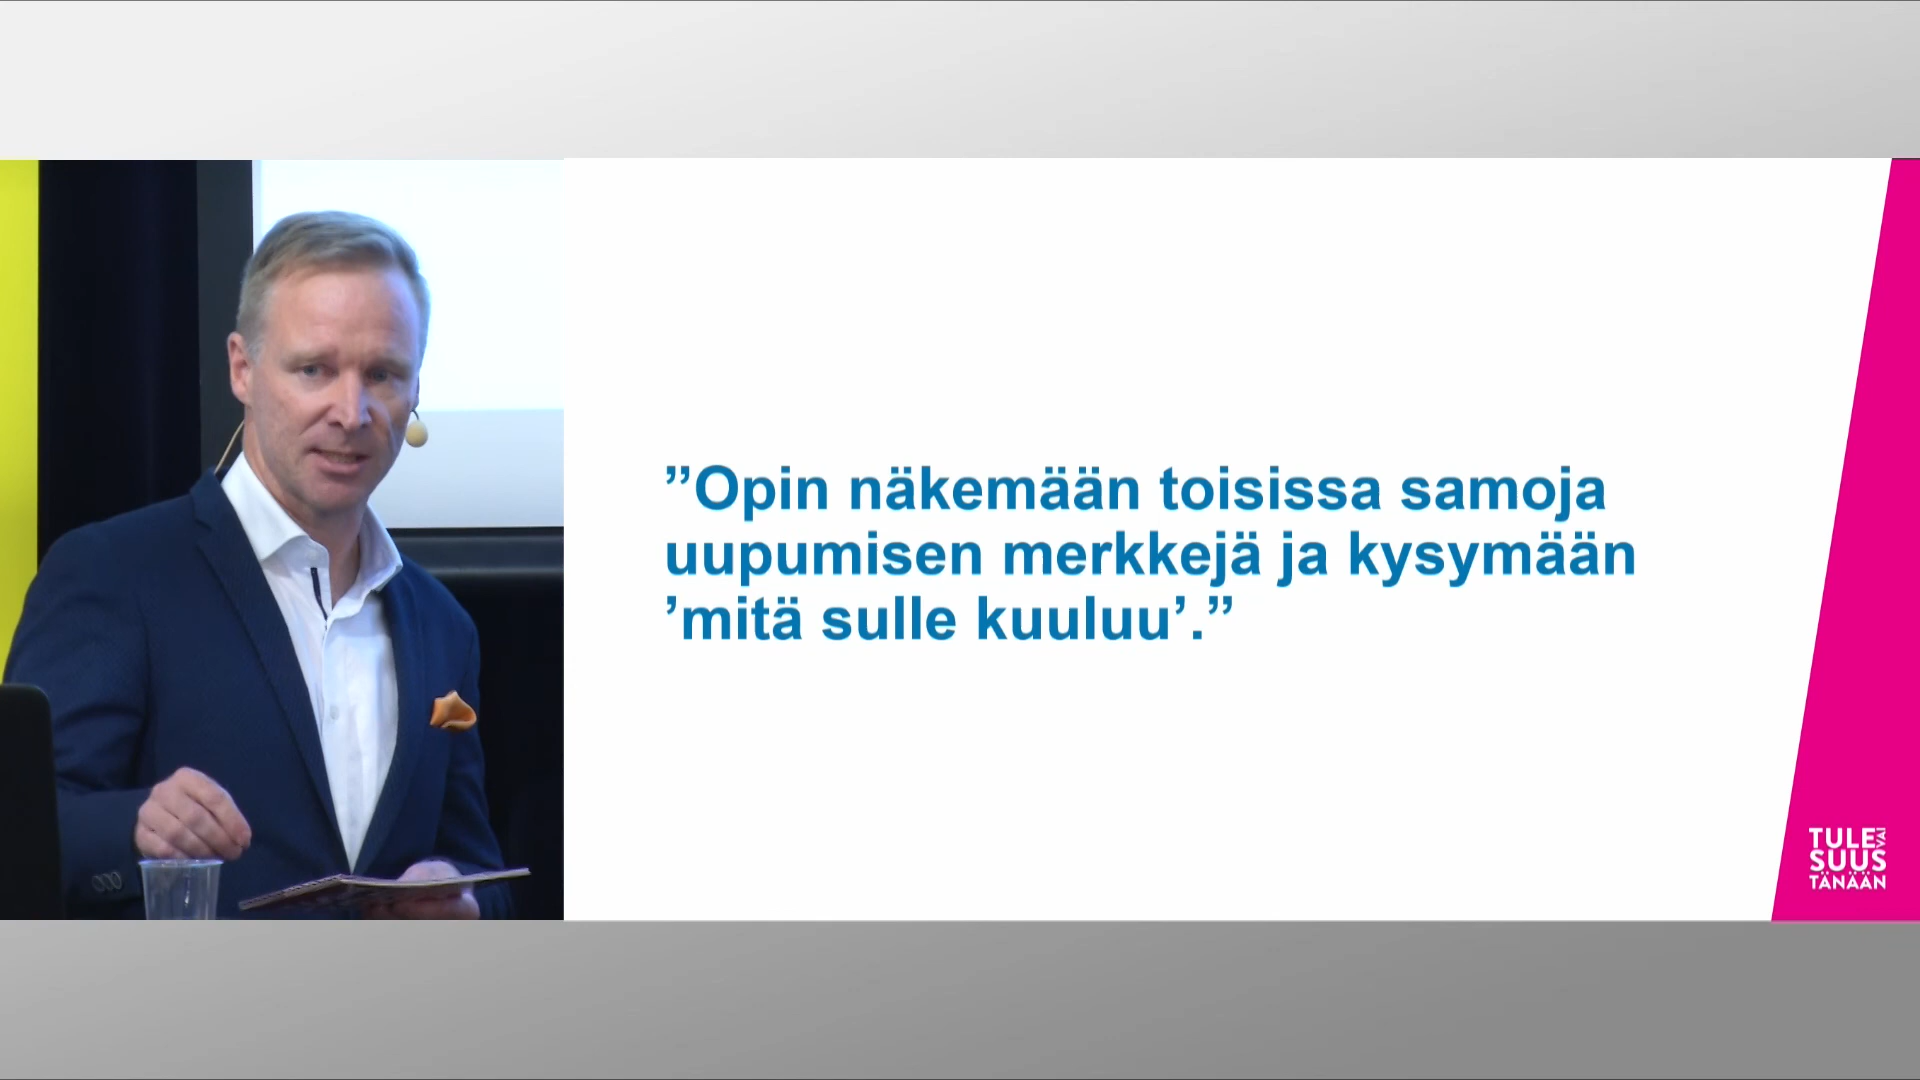 ”Opin näkemään toisissa samoja
uupumisen merkkejä ja kysymään
’mitä sulle kuuluu’.”
TULE VAI
SUUS
TÄNÄÄN